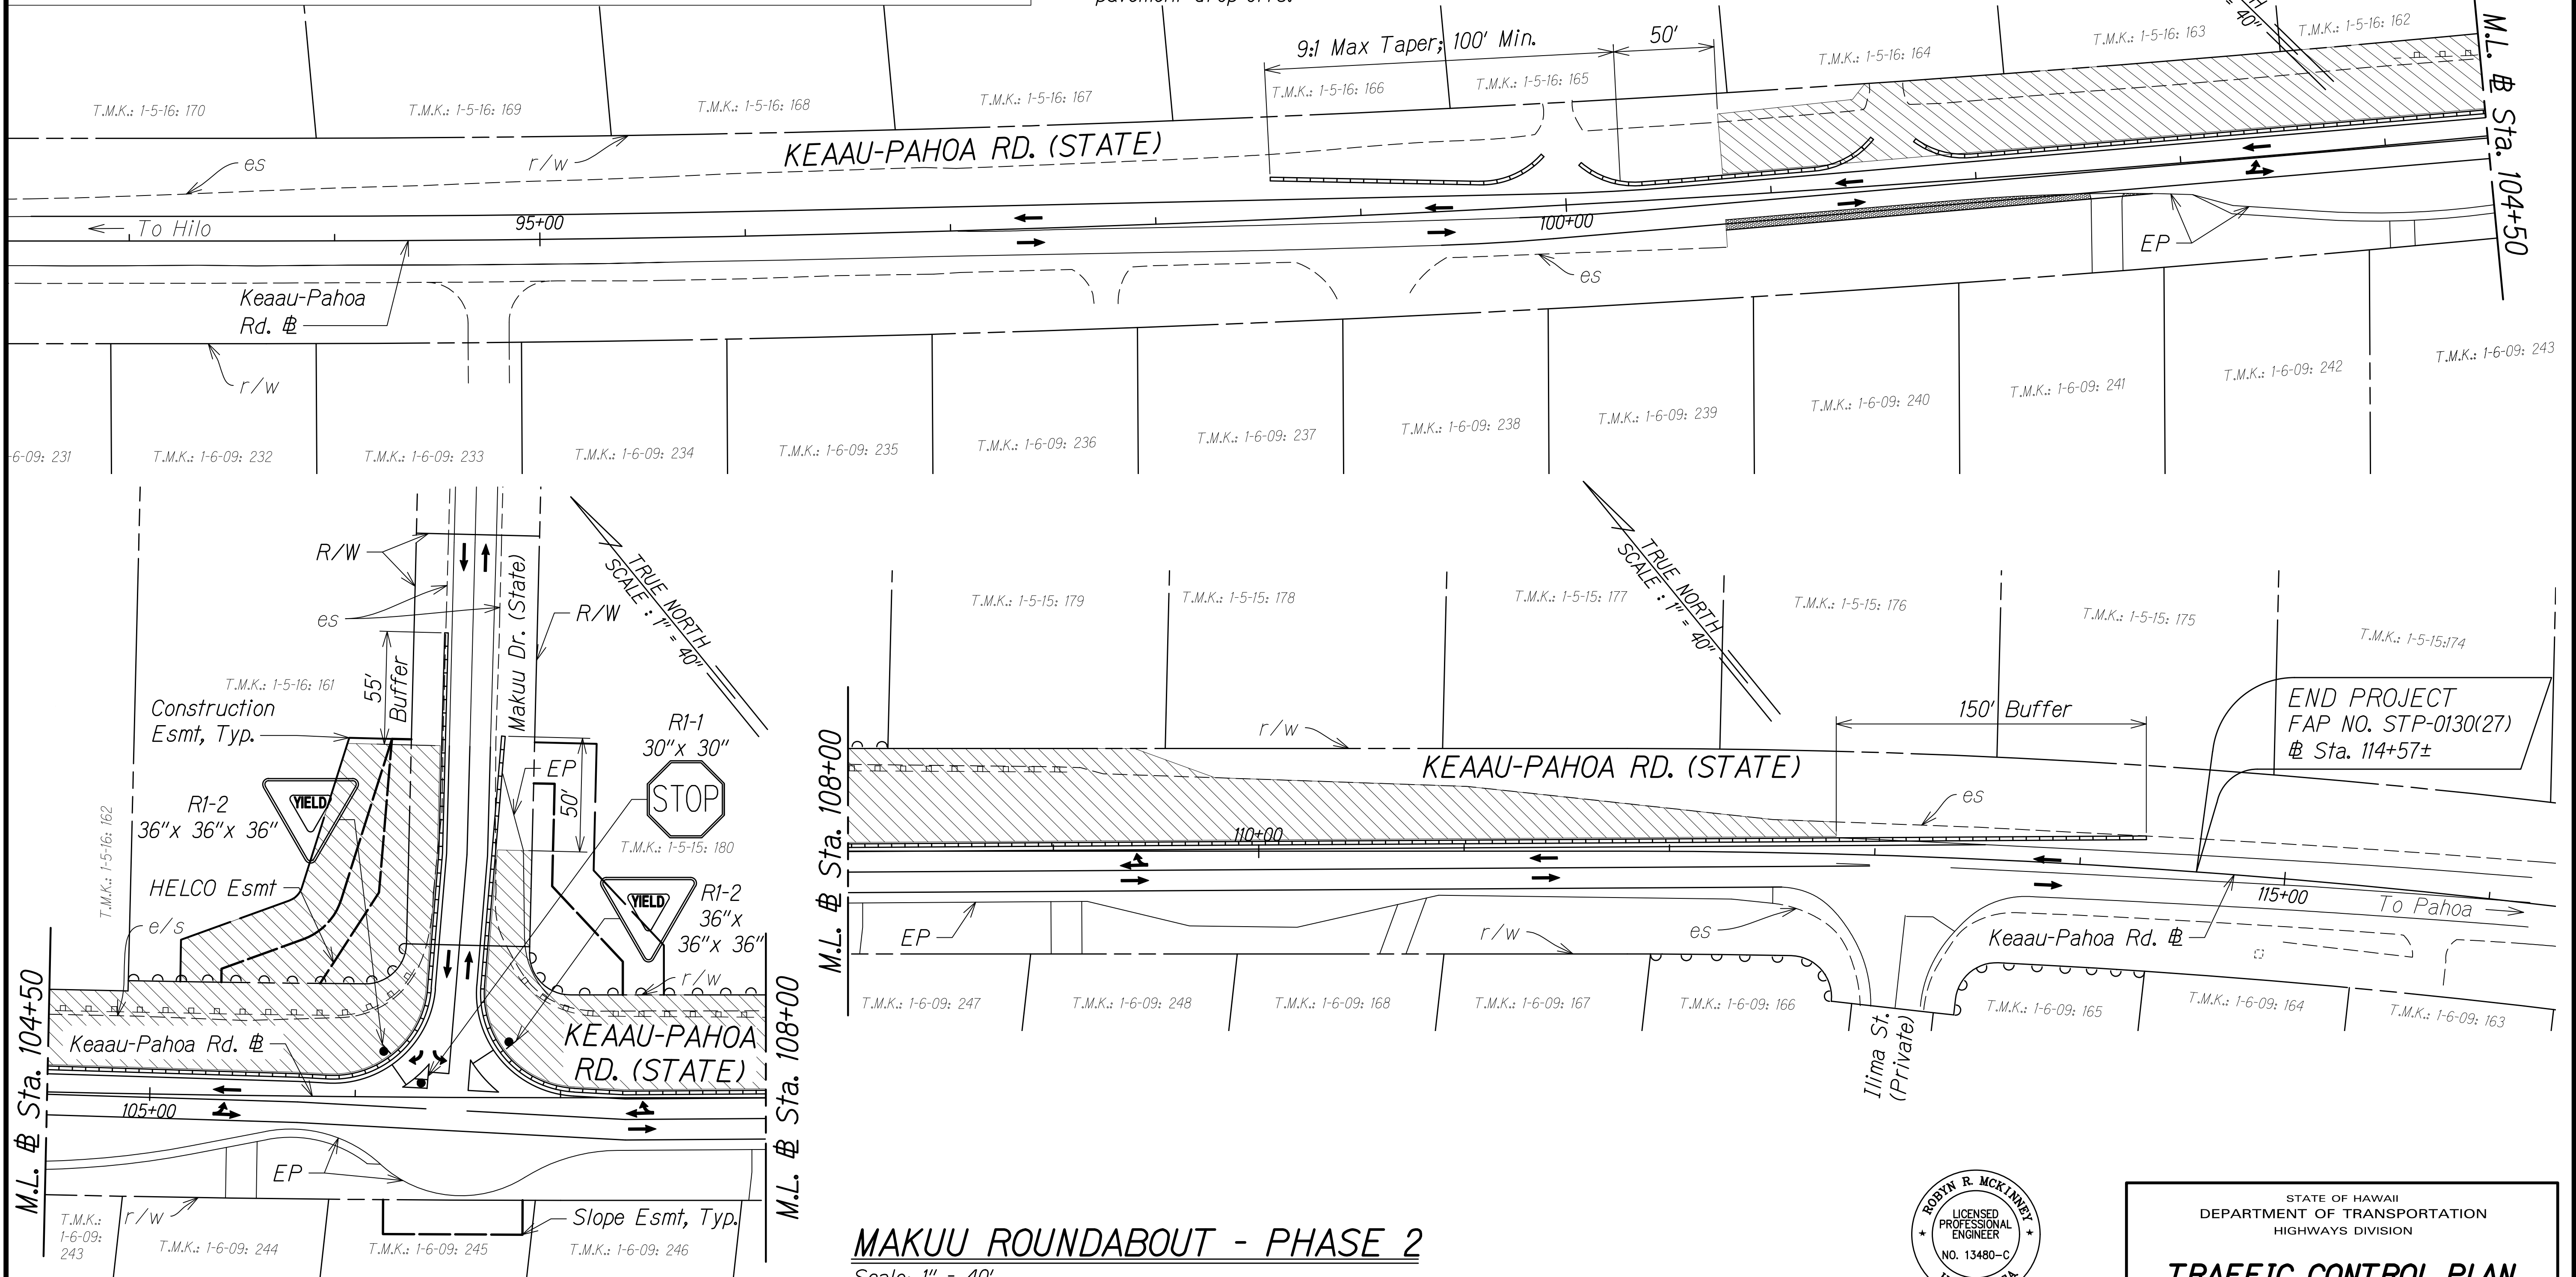 9:1 Max Taper; 100' Min.
50'
T.M.K.: 1-5-16: 170
T.M.K.: 1-5-16: 169
T.M.K.: 1-5-16: 168
T.M.K.: 1-5-16: 167
T.M.K.: 1-5-16: 166
T.M.K.: 1-5-16: 165
T.M.K.: 1-5-16: 164
T.M.K.: 1-5-16: 163
T.M.K.: 1-5-16: 162
es
r/w
KEAAU-PAHOA RD. (STATE)
To Hilo
95+00
100+00
es
EP
M.L. ℄ Sta. 104+50
Keaau-Pahoa
Rd. ℄
r/w
-6-09: 231
T.M.K.: 1-6-09: 232
T.M.K.: 1-6-09: 233
T.M.K.: 1-6-09: 234
T.M.K.: 1-6-09: 235
T.M.K.: 1-6-09: 236
T.M.K.: 1-6-09: 237
T.M.K.: 1-6-09: 238
T.M.K.: 1-6-09: 239
T.M.K.: 1-6-09: 240
T.M.K.: 1-6-09: 241
T.M.K.: 1-6-09: 242
T.M.K.: 1-6-09: 243
R/W
es
Makuu Dr. (State)
R/W
TRUE NORTH
SCALE : 1" = 40"
55'
Buffer
T.M.K.: 1-5-16: 161
Construction
Esmt, Typ.
R1-1
30"x 30"
STOP
EP
50'
R1-2
36"x 36"x 36"
YIELD
T.M.K.: 1-5-15: 180
T.M.K.: 1-5-16: 162
HELCO Esmt
YIELD
R1-2
36"x
36"x 36"
e/s
r/w
KEAAU-PAHOA
RD. (STATE)
Keaau-Pahoa Rd. ℄
105+00
M.L. ℄ Sta. 104+50
M.L. ℄ Sta. 108+00
EP
r/w
Slope Esmt, Typ.
T.M.K.:
1-6-09:
243
T.M.K.: 1-6-09: 244
T.M.K.: 1-6-09: 245
T.M.K.: 1-6-09: 246
TRUE NORTH
SCALE : 1" = 40"
T.M.K.: 1-5-15: 179
T.M.K.: 1-5-15: 178
T.M.K.: 1-5-15: 177
T.M.K.: 1-5-15: 176
T.M.K.: 1-5-15: 175
T.M.K.: 1-5-15:174
M.L. ℄ Sta. 108+00
r/w
150' Buffer
END PROJECT
FAP NO. STP-0130(27)
℄ Sta. 114+57±
KEAAU-PAHOA RD. (STATE)
es
110+00
115+00
To Pahoa
EP
r/w
es
Keaau-Pahoa Rd. ℄
T.M.K.: 1-6-09: 247
T.M.K.: 1-6-09: 248
T.M.K.: 1-6-09: 168
T.M.K.: 1-6-09: 167
T.M.K.: 1-6-09: 166
T.M.K.: 1-6-09: 165
T.M.K.: 1-6-09: 164
T.M.K.: 1-6-09: 163
Ilima St.
(Private)
MAKUU ROUNDABOUT - PHASE 2
Scale: 1" = 40'
ROBYN R. MCKINNEY
LICENSED
PROFESSIONAL
ENGINEER
NO. 13480-C
STATE OF HAWAII
DEPARTMENT OF TRANSPORTATION
HIGHWAYS DIVISION
TRAFFIC CONTROL PLAN